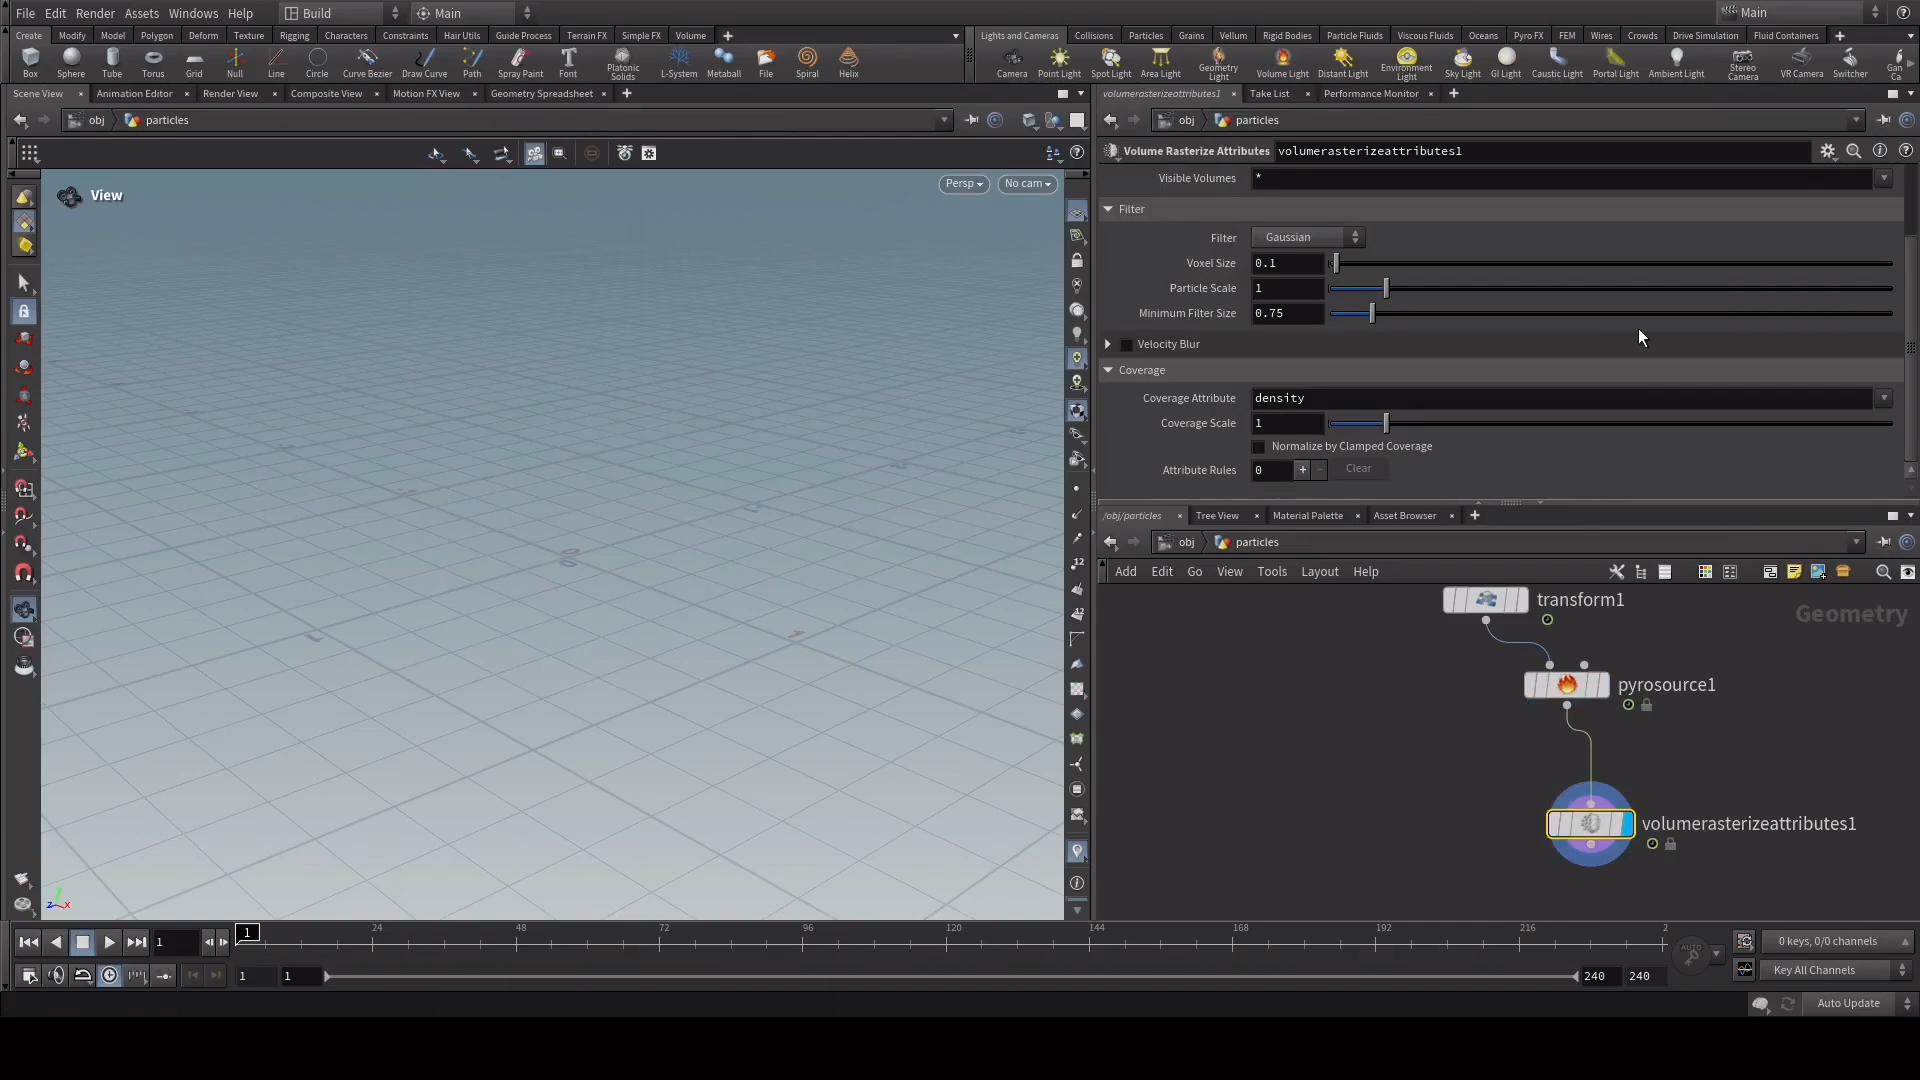 File Edit Render Assets Windows Help Build Main Main
Create Modify Model Polygon Deform Texture Rigging Characters Constraints Hair Utils Guide Process Terrain FX Simple FX Volume
Lights and Cameras Collisions Particles Grains Vellum Rigid Bodies Particle Fluids Viscous Fluids Oceans Pyro FX FEM Wires Crowds Drive Simulation Fluid Containers
Box Sphere Tube Torus Grid Null Line Circle Curve Bezier Draw Curve Path Spray Paint Font Platonic Solids L-System Metaball File Spiral Helix
Camera Point Light Spot Light Area Light Geometry Light Volume Light Distant Light Environment Light Sky Light GI Light Caustic Light Portal Light Ambient Light Stereo Camera VR Camera Switcher Gan Ca
Scene View Animation Editor Render View Composite View Motion FX View Geometry Spreadsheet
volumerasterizeattributes1 Take List Performance Monitor
obj particles
obj particles
Volume Rasterize Attributes volumerasterizeattributes1
View
Persp No cam
Visible Volumes *
Filter
Filter Gaussian
Voxel Size 0.1
Particle Scale 1
Minimum Filter Size 0.75
Velocity Blur
Coverage
Coverage Attribute density
Coverage Scale 1
Normalize by Clamped Coverage
Attribute Rules 0 + - Clear
/obj/particles Tree View Material Palette Asset Browser
obj particles
Add Edit Go View Tools Layout Help
Geometry
transform1
pyrosource1
volumerasterizeattributes1
z x
1 1 24 48 72 96 120 144 168 192 216 2
1 1 240 240
AUTO
0 keys, 0/0 channels
Key All Channels
Auto Update